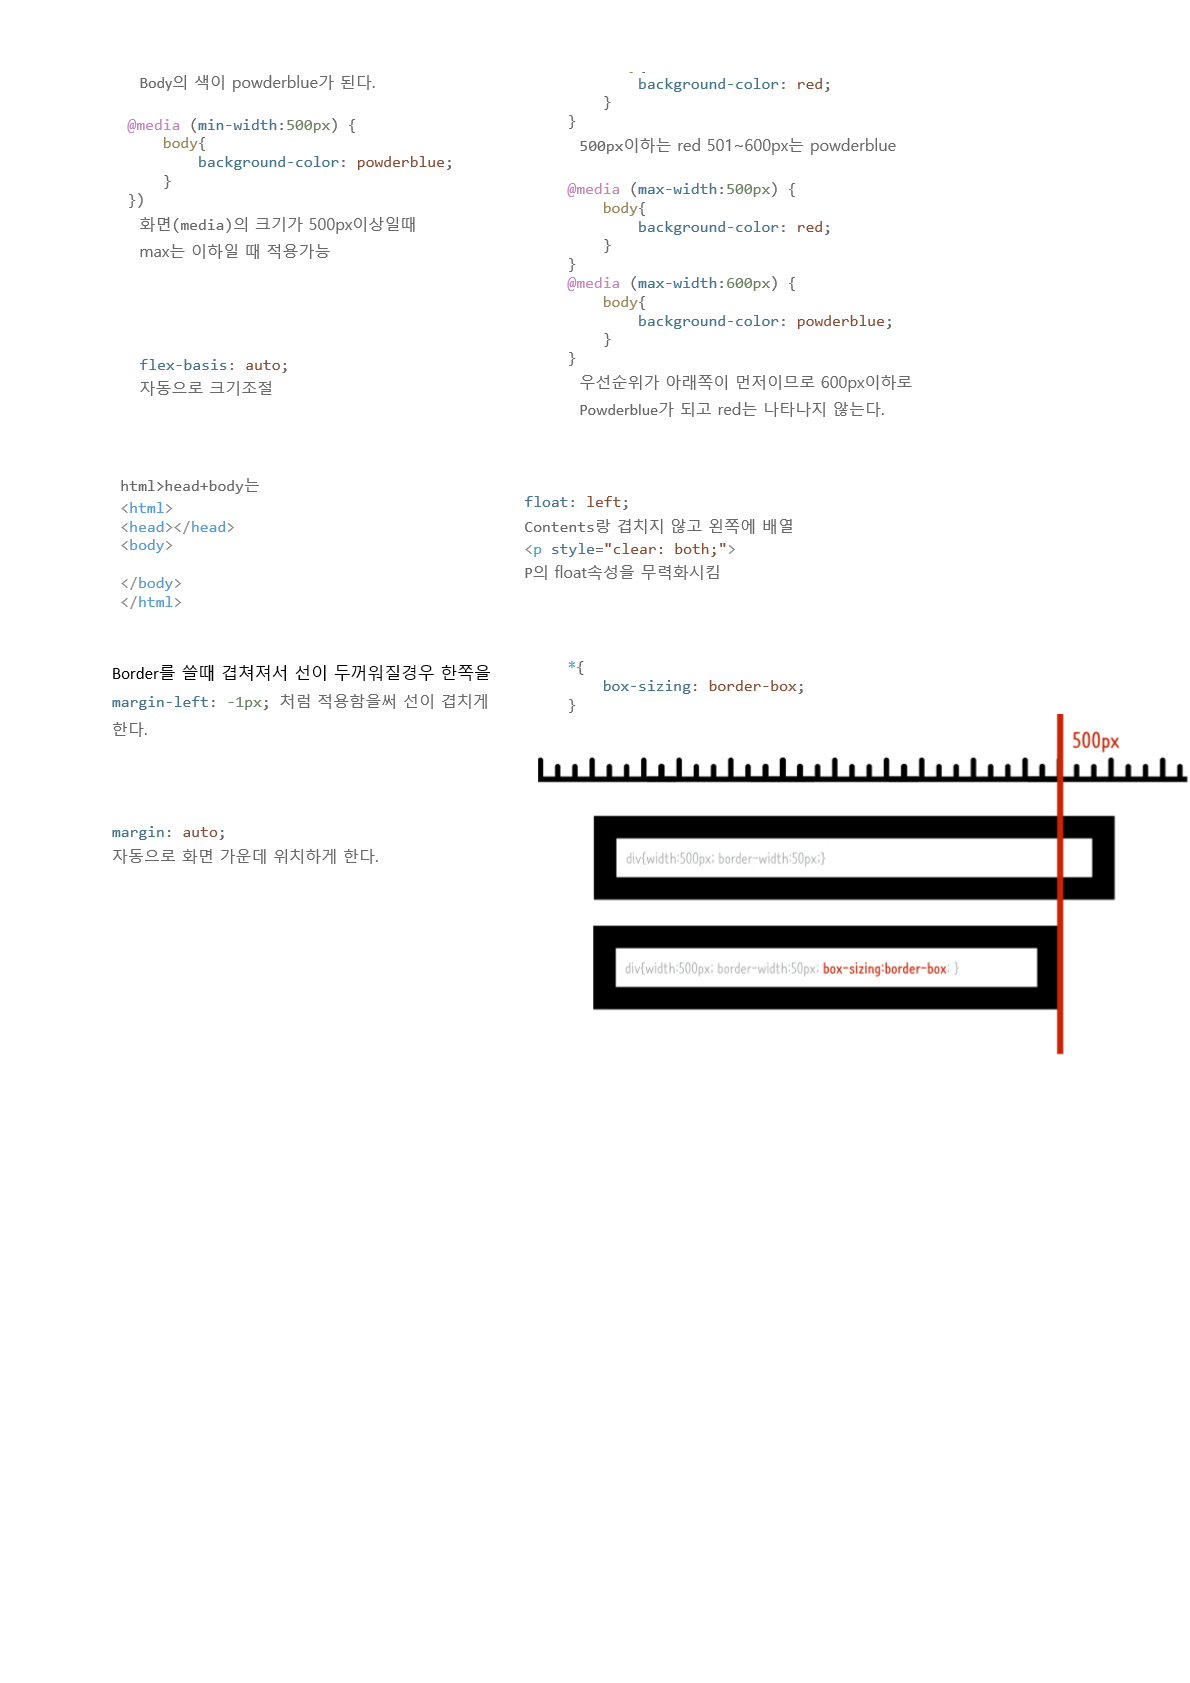 Body의 색이 powderblue가 된다.
@media (min-width:500px) {
body{
background-color: powderblue;
}
})
화면(media)의 크기가 500px이상일때
max는 이하일 때 적용가능
flex-basis: auto;
자동으로 크기조절
html>head+body는
<html>
<head></head>
<body>
</body>
</html>
Border를 쓸때 겹쳐져서 선이 두꺼워질경우 한쪽을
margin-left: -1px; 처럼 적용함을써 선이 겹치게
한다.
margin: auto;
자동으로 화면 가운데 위치하게 한다.
background-color: red;
}
}
500px이하는 red 501~600px는 powderblue
@media (max-width:500px) {
body{
background-color: red;
}
}
@media (max-width:600px) {
body{
background-color: powderblue;
}
}
우선순위가 아래쪽이 먼저이므로 600px이하로
Powderblue가 되고 red는 나타나지 않는다.
float: left;
Contents랑 겹치지 않고 왼쪽에 배열
<p style="clear: both;">
P의 float속성을 무력화시킴
*{
box-sizing: border-box;
}
500px
div{width:500px; border-width:50px;}
div{width:500px; border-width:50px; box-sizing:border-box; }